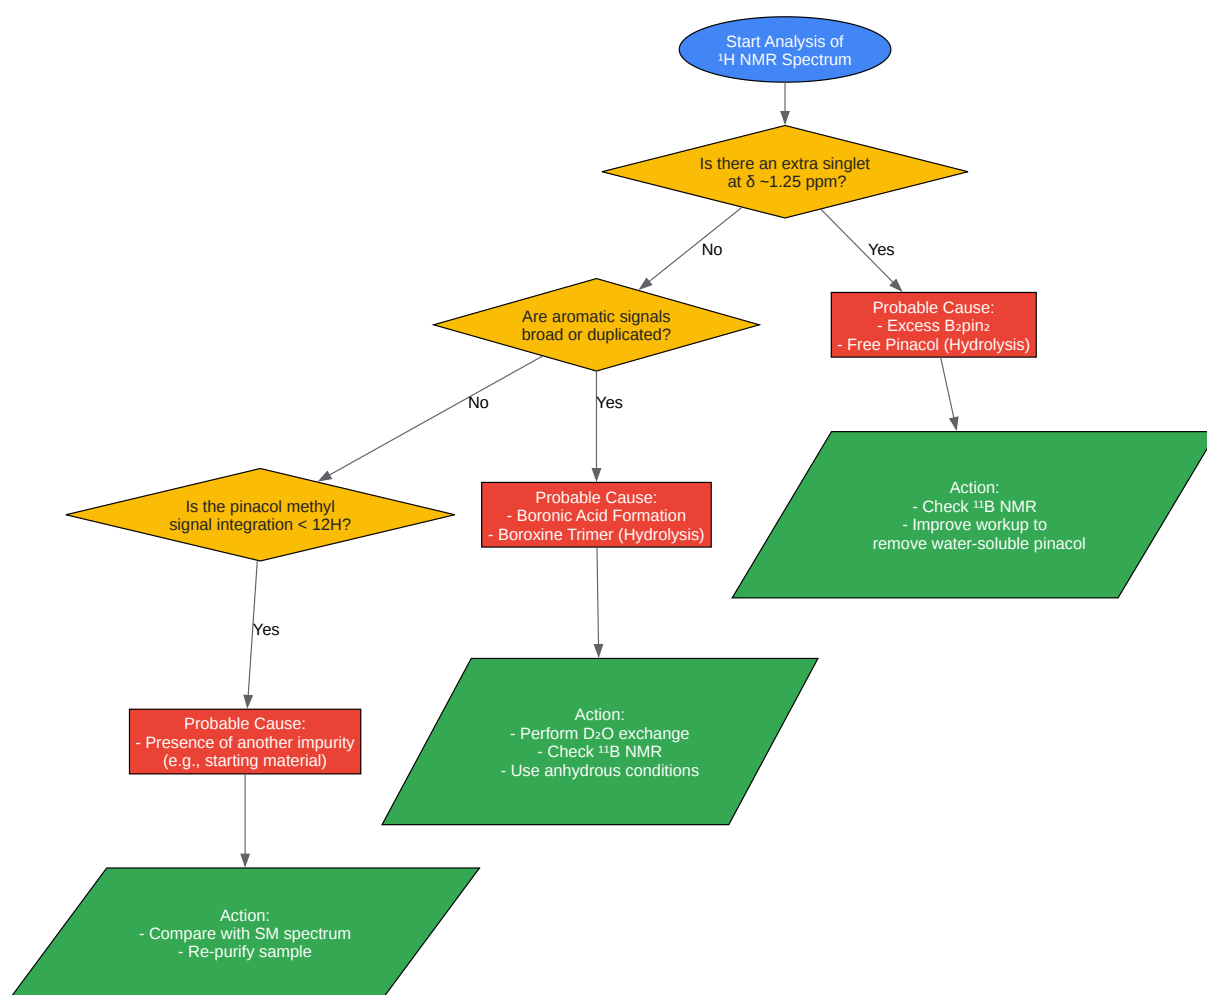 Start Analysis of
¹H NMR Spectrum
Is there an extra singlet
at δ ~1.25 ppm?
No
Yes
Are aromatic signals
broad or duplicated?
Probable Cause:
- Excess B₂pin₂
- Free Pinacol (Hydrolysis)
No
Yes
Is the pinacol methyl
signal integration < 12H?
Probable Cause:
- Boronic Acid Formation
- Boroxine Trimer (Hydrolysis)
Action:
- Check ¹¹B NMR
- Improve workup to
remove water-soluble pinacol
Yes
Probable Cause:
- Presence of another impurity
(e.g., starting material)
Action:
- Perform D₂O exchange
- Check ¹¹B NMR
- Use anhydrous conditions
Action:
- Compare with SM spectrum
- Re-purify sample